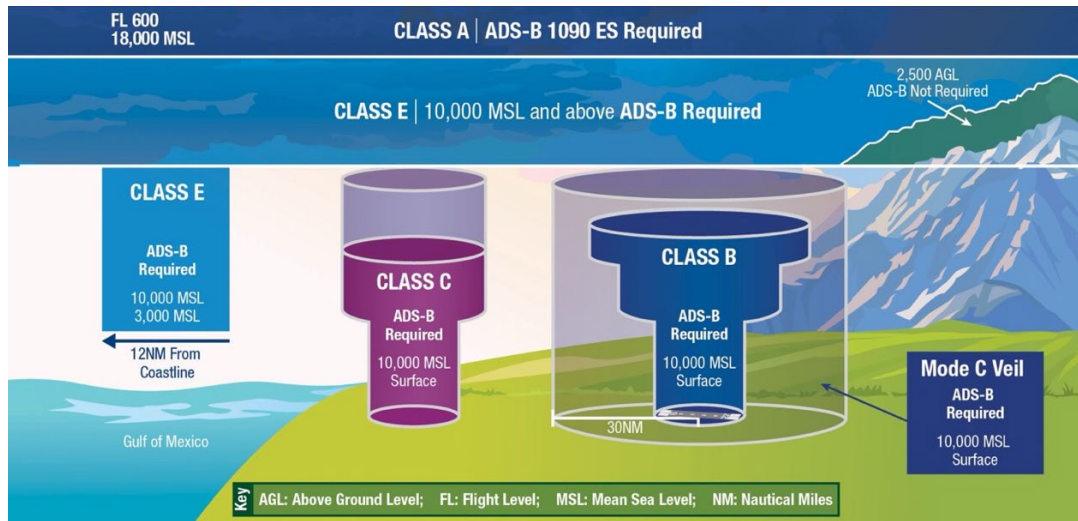 FL 600
18,000 MSL
CLASS A | ADS-B 1090 ES Required
2,500 AGL
ADS-B Not Required
CLASS E | 10,000 MSL and above ADS-B Required
CLASS E
ADS-B
Required
10,000 MSL
3,000 MSL
12NM From
Coastline
Gulf of Mexico
CLASS C
ADS-B
Required
10,000 MSL
Surface
CLASS B
ADS-B
Required
10,000 MSL
Surface
30NM
Mode C Veil
ADS-B
Required
10,000 MSL
Surface
Key
AGL: Above Ground Level; FL: Flight Level; MSL: Mean Sea Level; NM: Nautical Miles